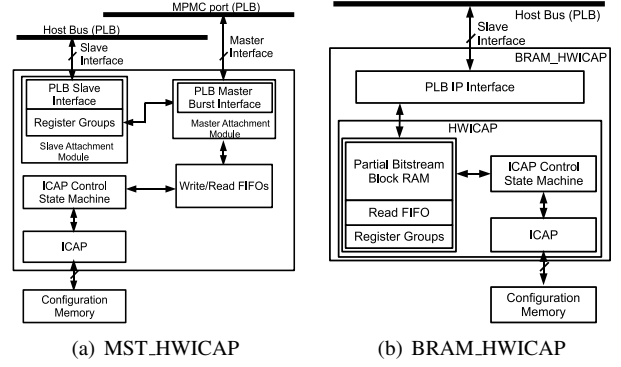 MPMC port (PLB)
Host Bus (PLB)
Slave
Interface
Master
Interface
PLB Slave
Interface
Register Groups
Slave Attachment
Module
PLB Master
Burst Interface
Master Attachment
Module
ICAP Control
State Machine
Write/Read FIFOs
ICAP
Configuration
Memory
(a) MST_HWICAP
Host Bus (PLB)
Slave
Interface
BRAM_HWICAP
PLB IP Interface
HWICAP
Partial Bitstream
Block RAM
Read FIFO
Register Groups
ICAP Control
State Machine
ICAP
Configuration
Memory
(b) BRAM_HWICAP